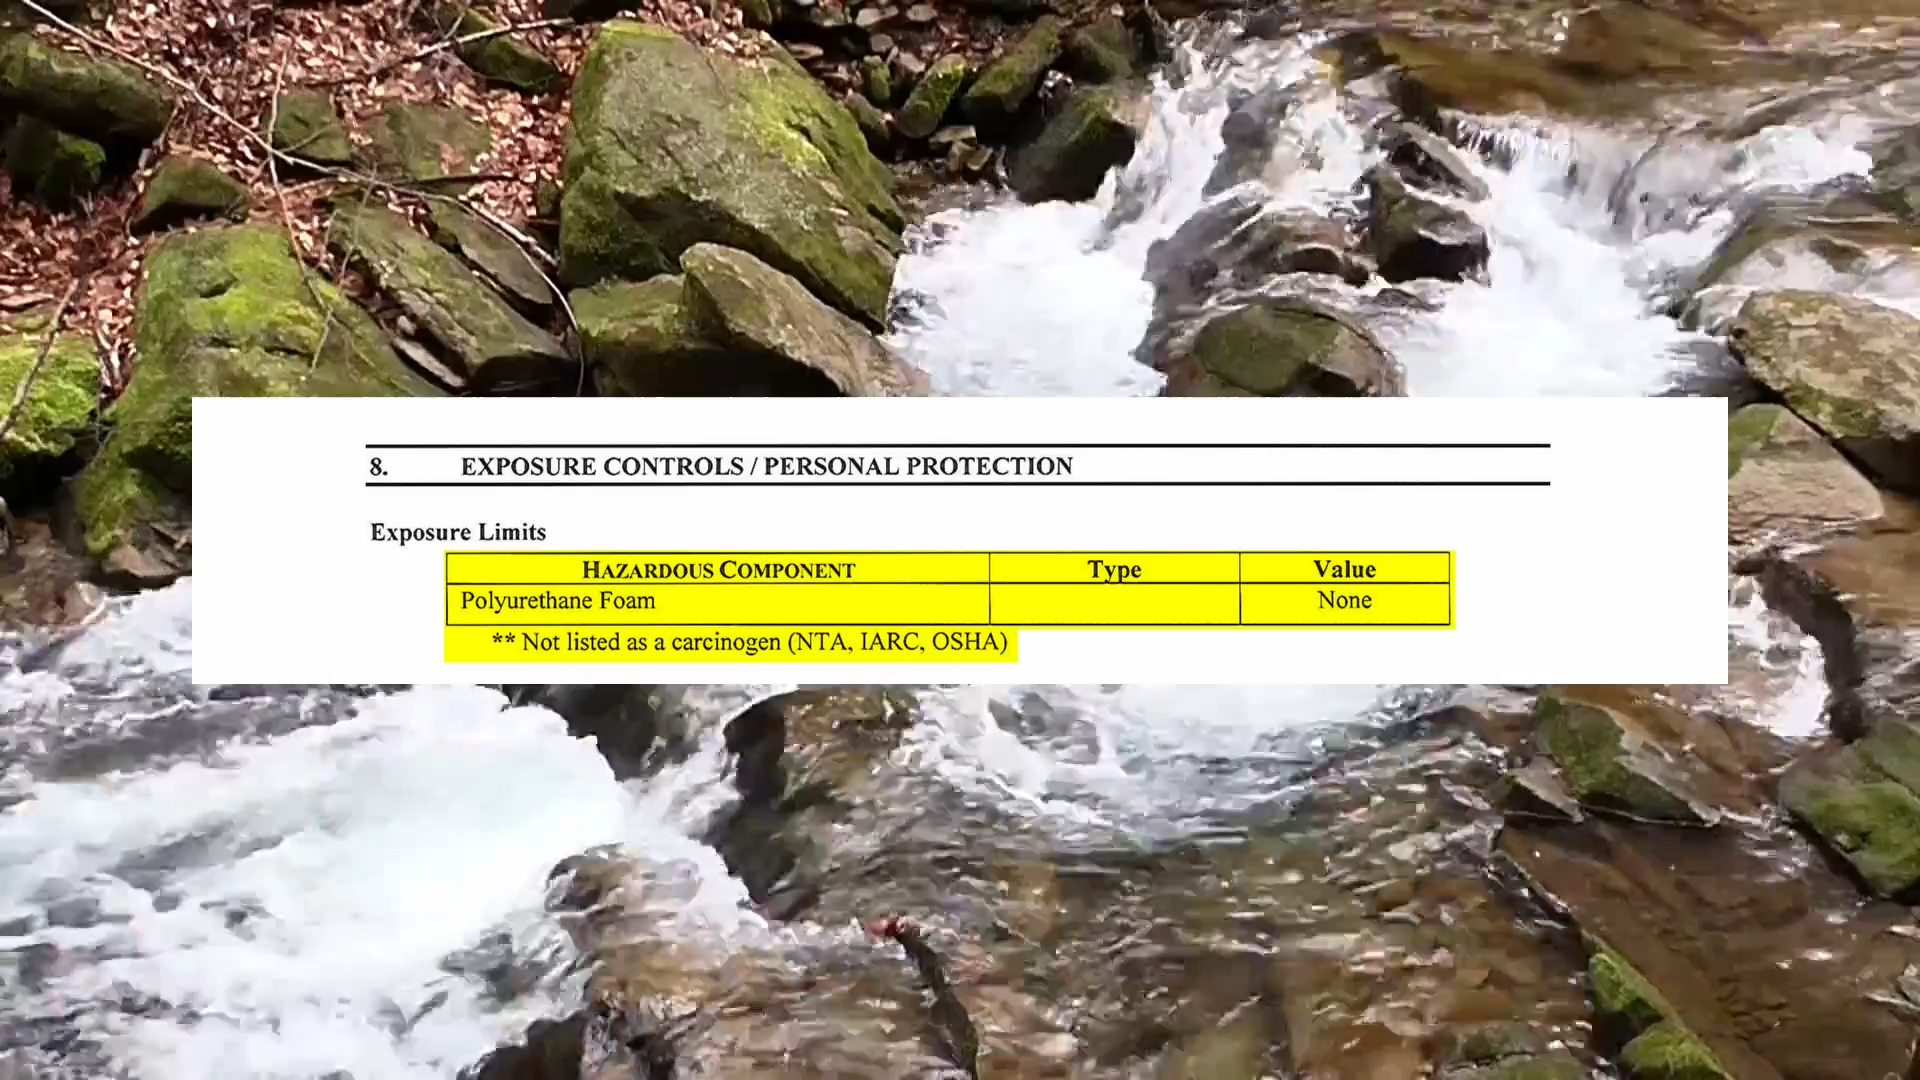 8. EXPOSURE CONTROLS / PERSONAL PROTECTION
Exposure Limits
HAZARDOUS COMPONENT Type Value
Polyurethane Foam None
** Not listed as a carcinogen (NTA, IARC, OSHA)